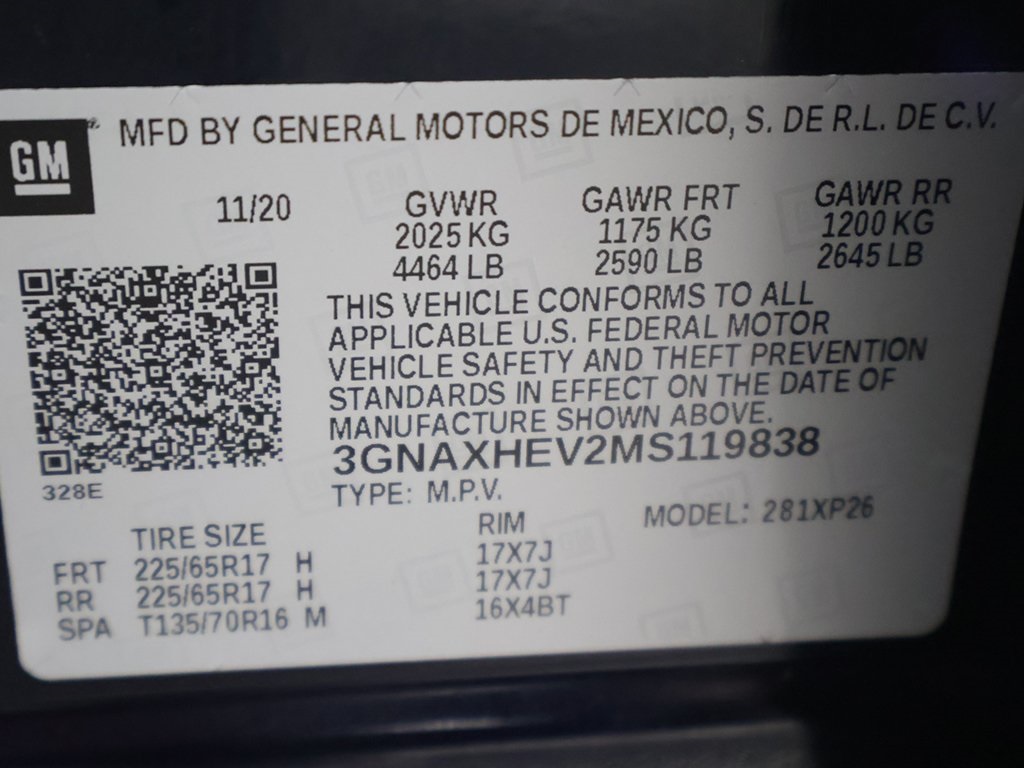 GM
MFD BY GENERAL MOTORS DE MEXICO, S. DE R.L. DE C.V.
11/20 GVWR GAWR FRT GAWR RR
2025 KG 1175 KG 1200 KG
4464 LB 2590 LB 2645 LB
THIS VEHICLE CONFORMS TO ALL
APPLICABLE U.S. FEDERAL MOTOR
VEHICLE SAFETY AND THEFT PREVENTION
STANDARDS IN EFFECT ON THE DATE OF
MANUFACTURE SHOWN ABOVE.
3GNAXHEV2MS119838
328E
TYPE: M.P.V.
TIRE SIZE RIM MODEL: 281XP26
FRT 225/65R17 H 17X7J
RR 225/65R17 H 17X7J
SPA T135/70R16 M 16X4BT